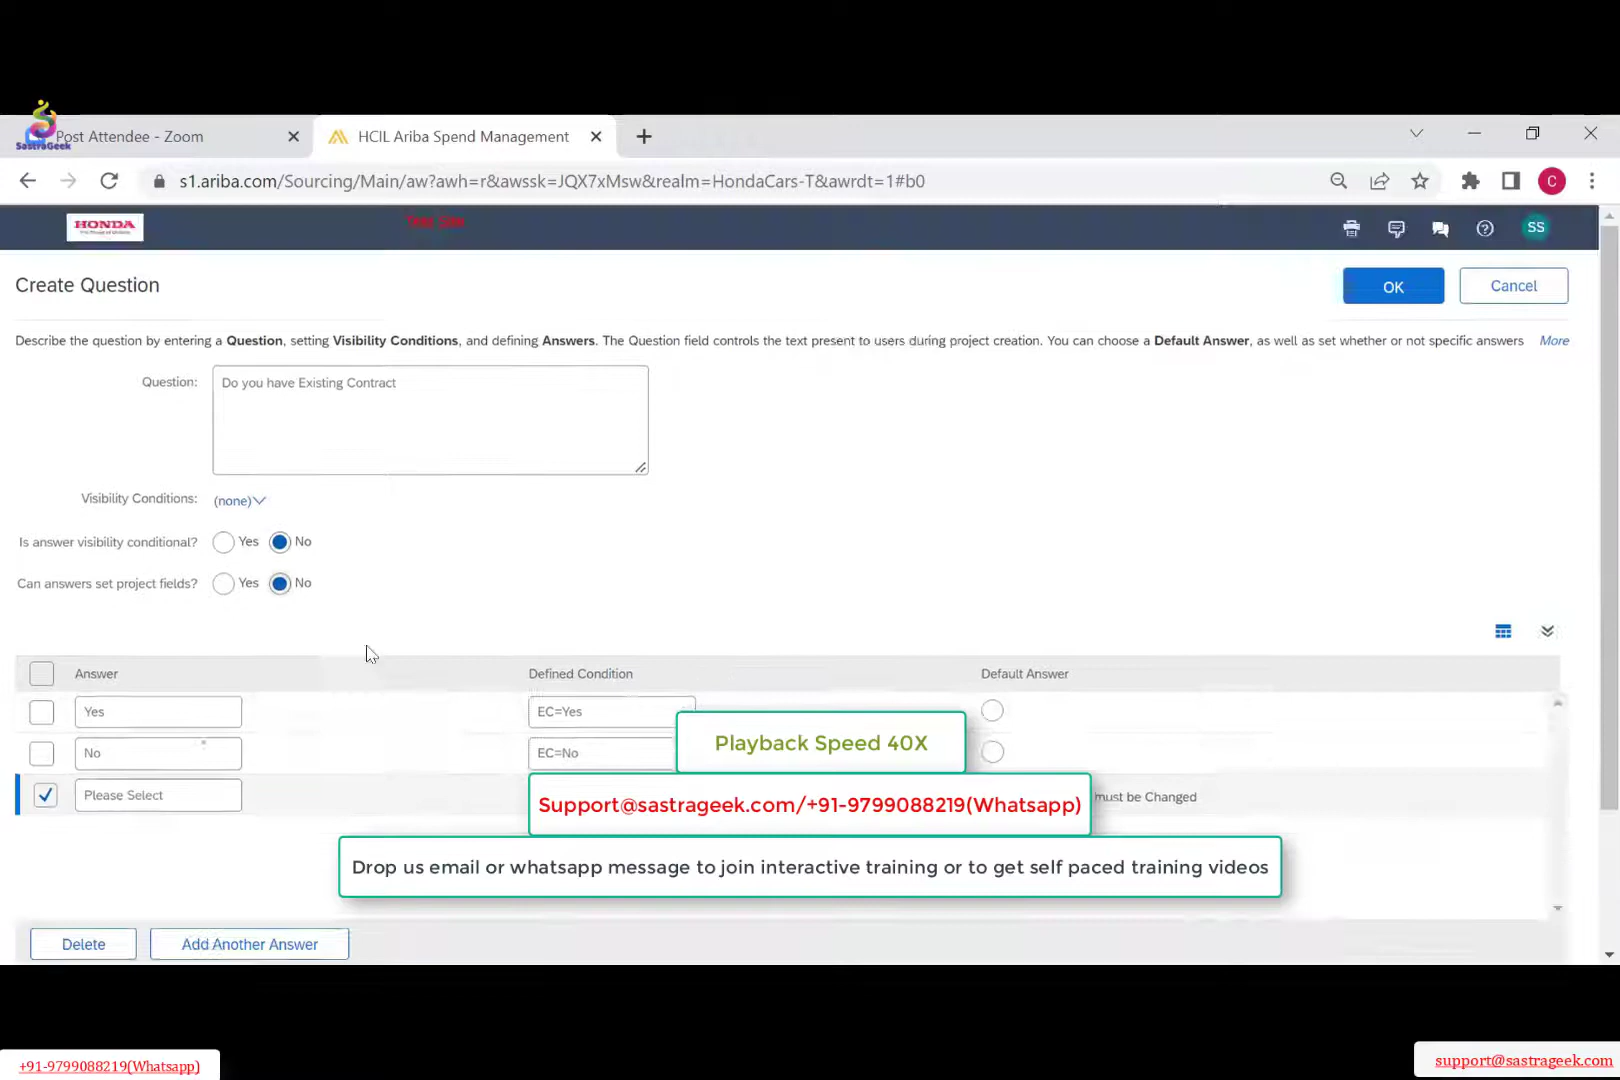 Post Attendee - Zoom
HCIL Ariba Spend Management
SastraGeek
s1.ariba.com/Sourcing/Main/aw?awh=r&awssk=JQX7xMsw&realm=HondaCars-T&awrdt=1#b0
C
HONDA
Test Site
SS
Create Question
OK
Cancel
Describe the question by entering a Question, setting Visibility Conditions, and defining Answers. The Question field controls the text present to users during project creation. You can choose a Default Answer, as well as set whether or not specific answers More
Question:
Do you have Existing Contract
Visibility Conditions:
(none)
Is answer visibility conditional?
Yes
No
Can answers set project fields?
Yes
No
Answer
Defined Condition
Default Answer
Yes
EC=Yes
No
EC=No
Playback Speed 40X
Please Select
must be Changed
Support@sastrageek.com/+91-9799088219(Whatsapp)
Drop us email or whatsapp message to join interactive training or to get self paced training videos
Delete
Add Another Answer
+91-9799088219(Whatsapp)
support@sastrageek.com